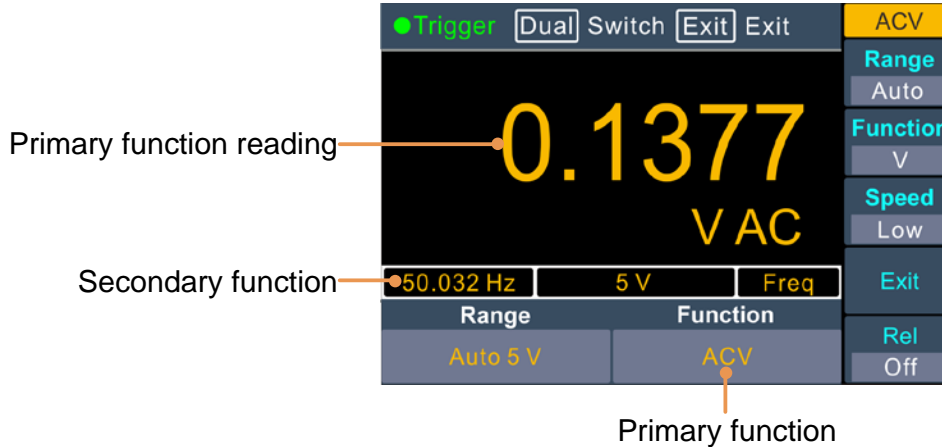 Trigger Dual Switch Exit Exit
ACV
Range
Auto
Function
V
Speed
Low
Exit
Rel
Off
Primary function reading
0.1377
V AC
Secondary function
50.032 Hz 5 V Freq
Range Function
Auto 5 V ACV
Primary function